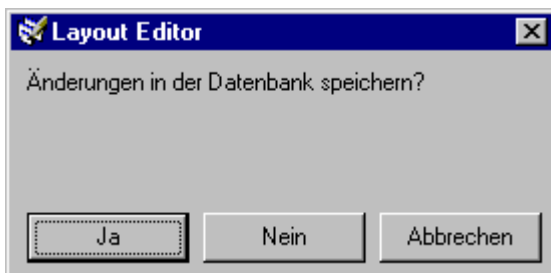 Layout Editor
Änderungen in der Datenbank speichern?
Ja
Nein
Abbrechen